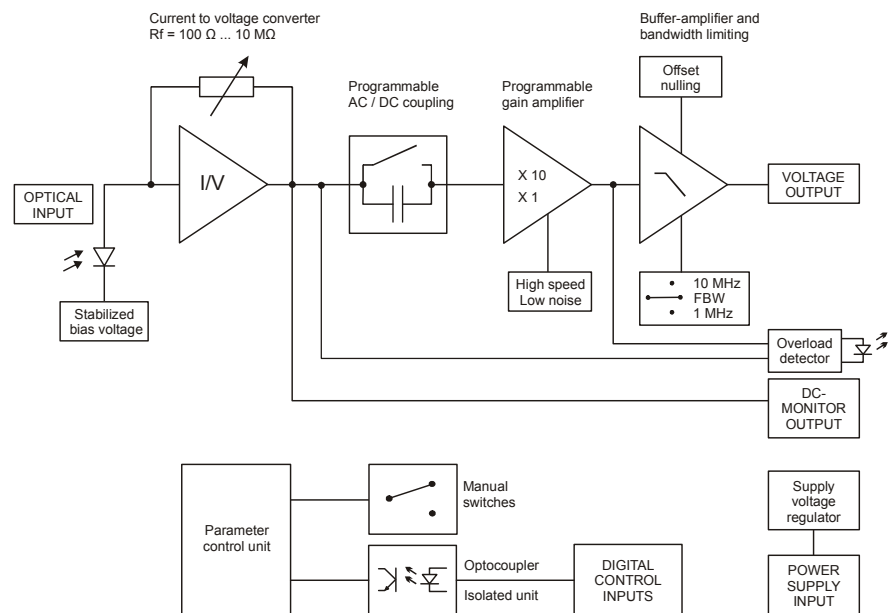 Current to voltage converter
Rf = 100 Ω ... 10 MΩ
Buffer-amplifier and
bandwidth limiting
Programmable
AC / DC coupling
Programmable
gain amplifier
Offset
nulling
I/V
X 10
X 1
OPTICAL
INPUT
VOLTAGE
OUTPUT
High speed
Low noise
10 MHz
FBW
1 MHz
Stabilized
bias voltage
Overload
detector
DC-
MONITOR
OUTPUT
Parameter
control unit
Manual
switches
Supply
voltage
regulator
Optocoupler
Isolated unit
DIGITAL
CONTROL
INPUTS
POWER
SUPPLY
INPUT